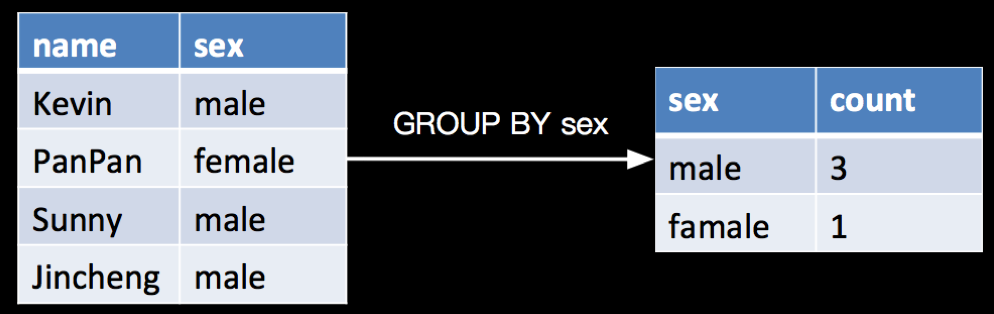 name sex
Kevin male
PanPan female
Sunny male
Jincheng male
GROUP BY sex
sex count
male 3
famale 1